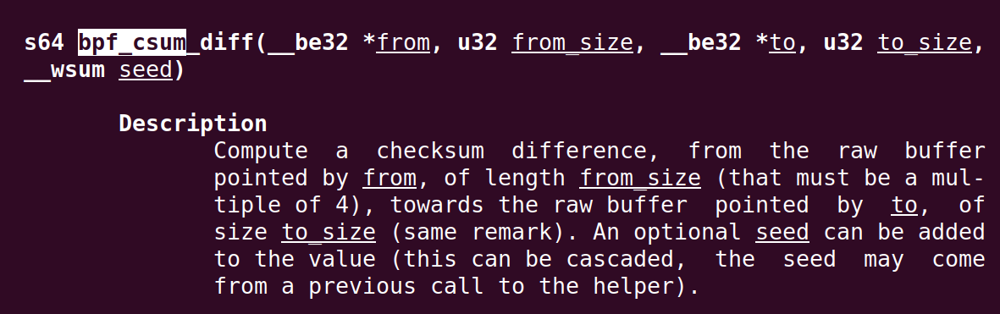 s64 bpf_csum_diff(__be32 *from, u32 from_size, __be32 *to, u32 to_size,
__wsum seed)
Description
Compute a checksum difference, from the raw buffer
pointed by from, of length from_size (that must be a mul-
tiple of 4), towards the raw buffer pointed by to, of
size to_size (same remark). An optional seed can be added
to the value (this can be cascaded, the seed may come
from a previous call to the helper).